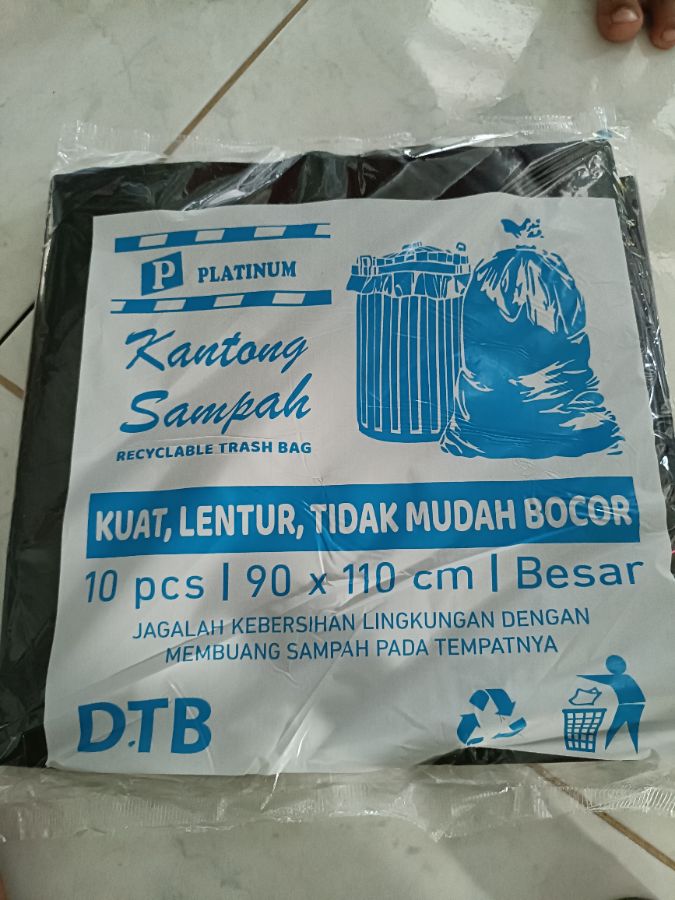 P PLATINUM
Kantong
Sampah
RECYCLABLE TRASH BAG
KUAT, LENTUR, TIDAK MUDAH BOCOR
10 pcs | 90 x 110 cm | Besar
JAGALAH KEBERSIHAN LINGKUNGAN DENGAN
MEMBUANG SAMPAH PADA TEMPATNYA
D.TB